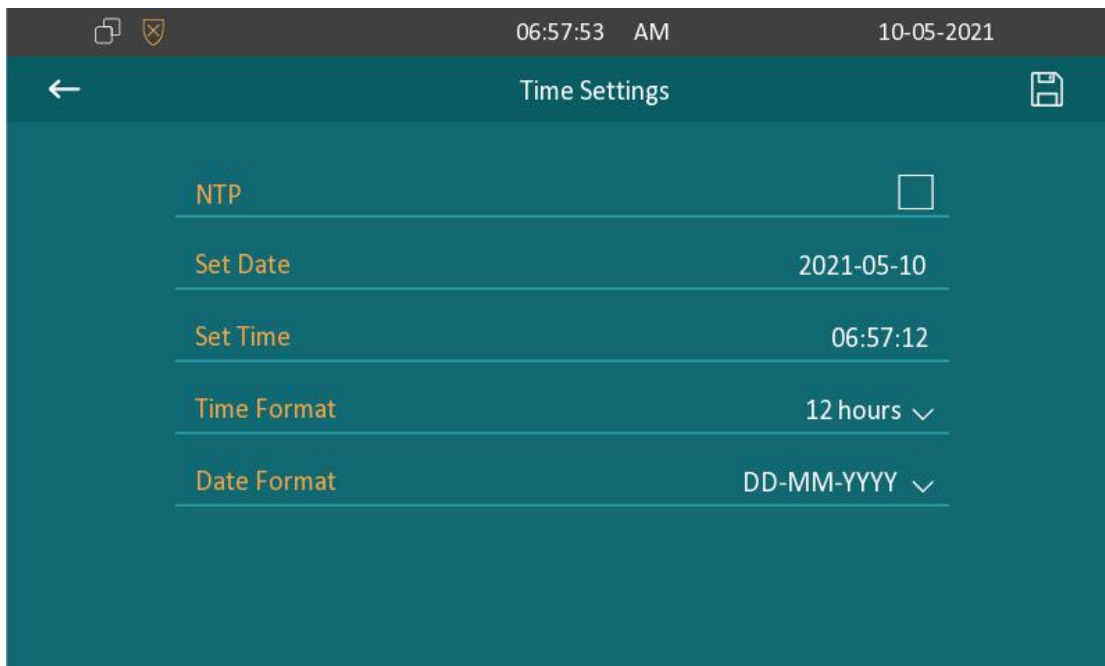 06:57:53 AM 10-05-2021
Time Settings
NTP
Set Date 2021-05-10
Set Time 06:57:12
Time Format 12 hours
Date Format DD-MM-YYYY